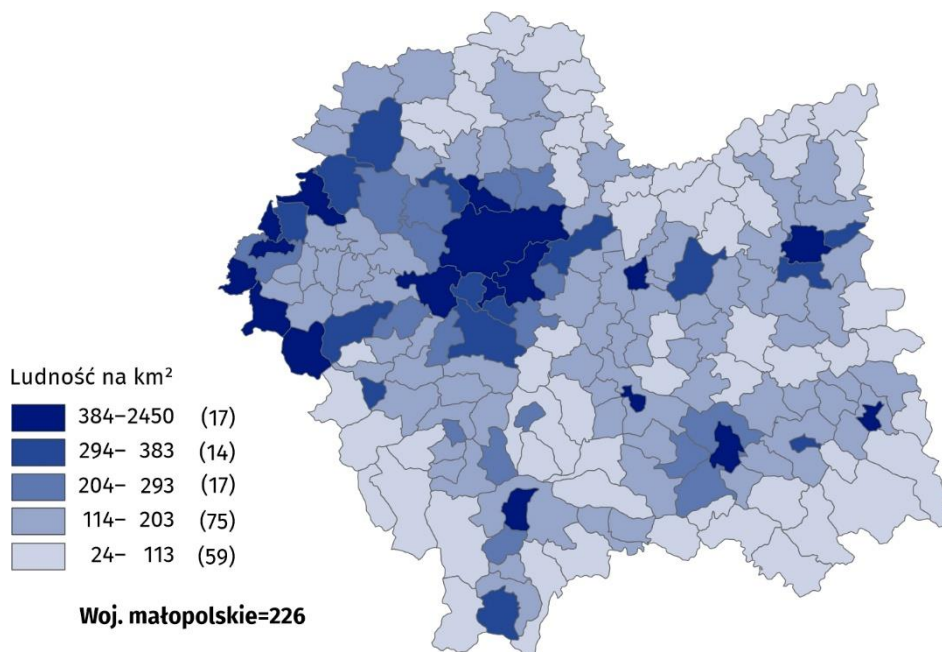 Ludność na km²
384–2450 (17)
294– 383 (14)
204– 293 (17)
114– 203 (75)
24– 113 (59)
Woj. małopolskie=226